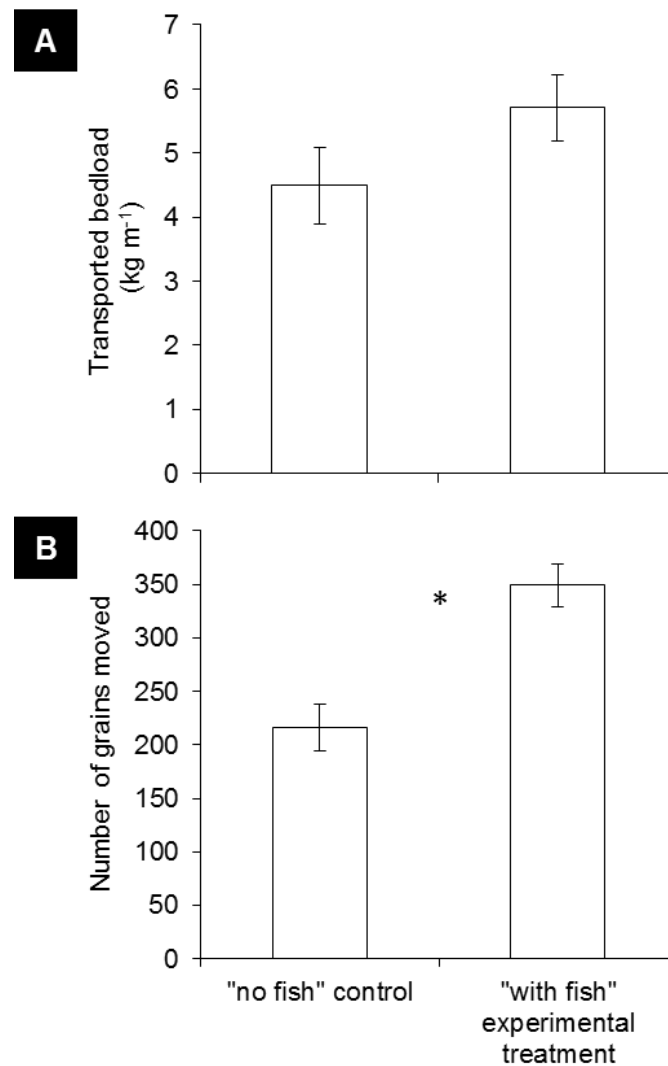 A
7
6
5
4
3
2
1
0
Transported bedload
(kg m⁻¹)
B
400
350
300
250
200
150
100
50
0
Number of grains moved
*
"no fish" control
"with fish"
experimental
treatment